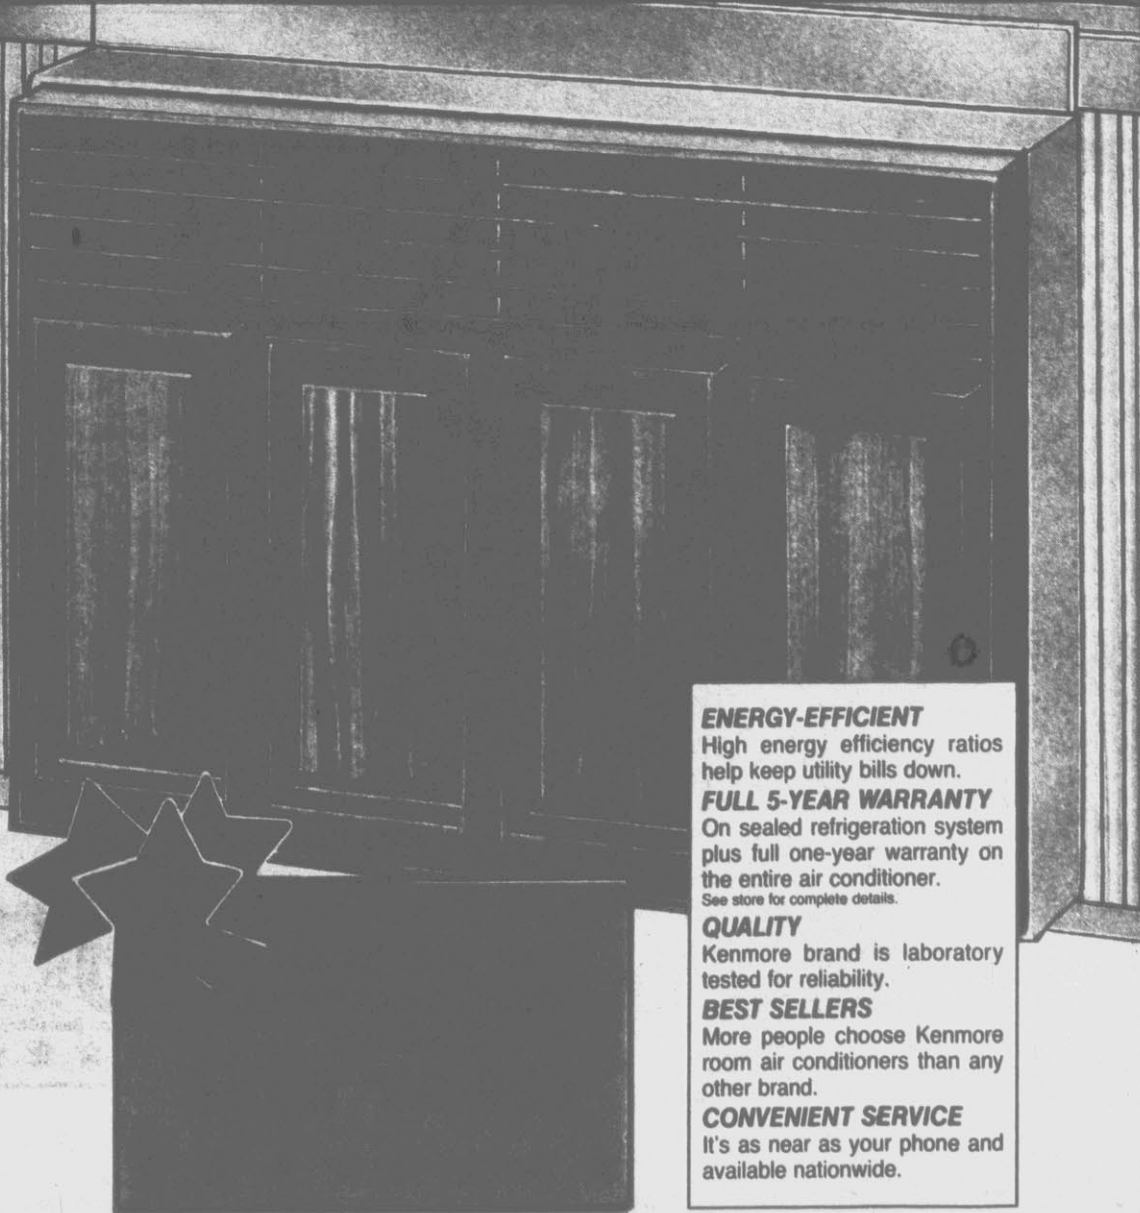 ENERGY-EFFICIENT
High energy efficiency ratios
help keep utility bills down.
FULL 5-YEAR WARRANTY
On sealed refrigeration system
plus full one-year warranty on
the entire air conditioner.
See store for complete details.
QUALITY
Kenmore brand is laboratory
tested for reliability.
BEST SELLERS
More people choose Kenmore
room air conditioners than any
other brand.
CONVENIENT SERVICE
It's as near as your phone and
available nationwide.